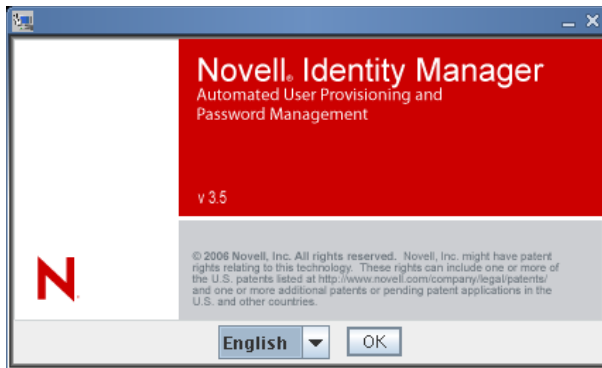 Novell® Identity Manager
Automated User Provisioning and
Password Management
v 3.5
© 2006 Novell, Inc. All rights reserved. Novell, Inc. might have patent
rights relating to this technology. These rights can include one or more of
the U.S. patents listed at http://www.novell.com/company/legal/patents/
and one or more additional patents or pending patent applications in the
U.S. and other countries.
N
English
OK